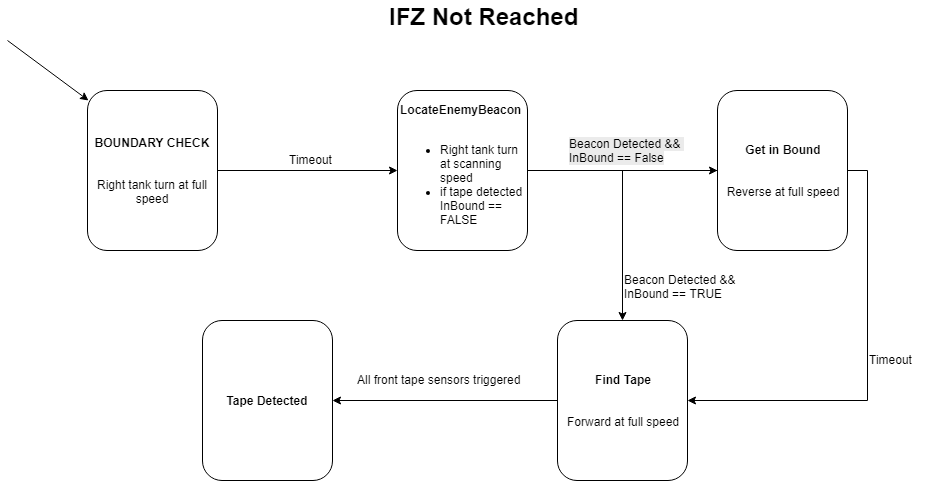 IFZ Not Reached
BOUNDARY CHECK
Right tank turn at full
speed
Timeout
LocateEnemyBeacon
Right tank turn
at scanning
speed
if tape detected
InBound ==
FALSE
Beacon Detected &&
InBound == False
Get in Bound
Reverse at full speed
Beacon Detected &&
InBound == TRUE
Timeout
Find Tape
Forward at full speed
All front tape sensors triggered
Tape Detected